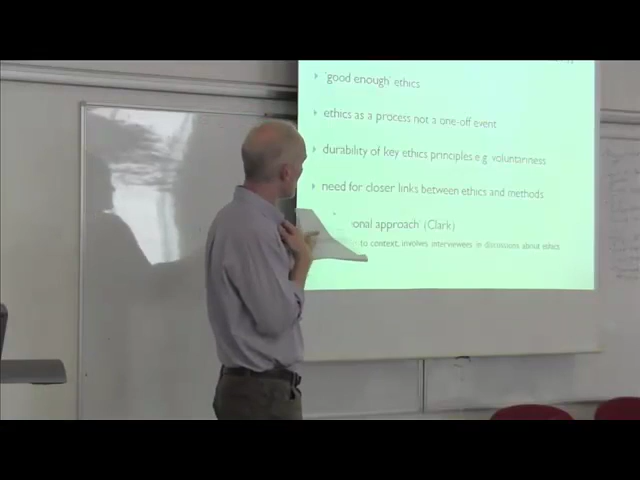 'good enough' ethics
ethics as a process not a one-off event
durability of key ethics principles e g voluntariness
need for closer links between ethics and methods
onal approach (Clark)
to context, involves interviewers in discussions about ethics